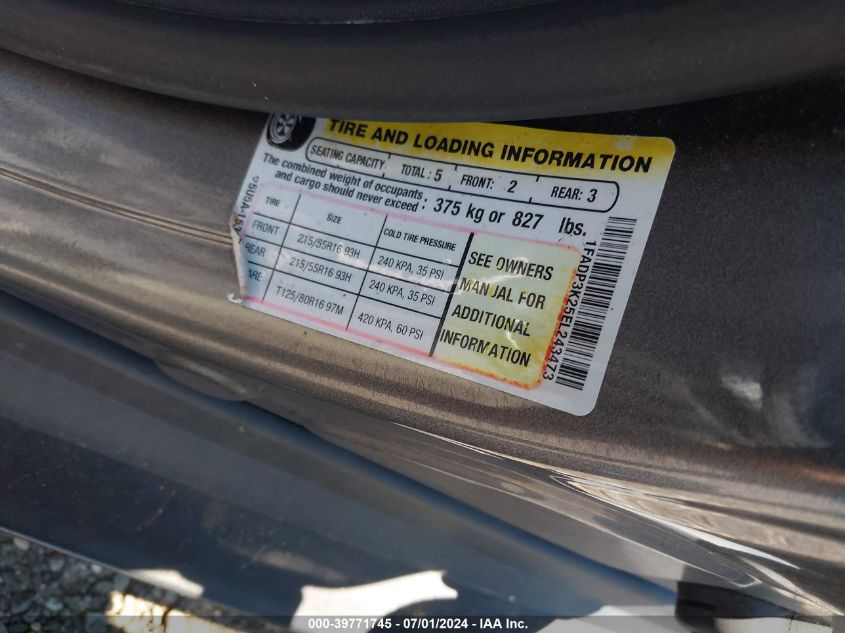 TIRE AND LOADING INFORMATION
SEATING CAPACITY TOTAL : 5 FRONT: 2 REAR: 3
The combined weight of occupants
and cargo should never exceed : 375 kg or 827 lbs.
TIRE SIZE COLD TIRE PRESSURE
FRONT 215/55R16 93H 240 KPA, 35 PSI
REAR 215/55R16 93H 240 KPA, 35 PSI
ARE T125/80R16 97M 420 KPA, 60 PSI
SEE OWNERS
MANUAL FOR
ADDITIONAL
INFORMATION
1FADP3K25EL243473
000-39771745 - 07/01/2024 - IAA Inc.